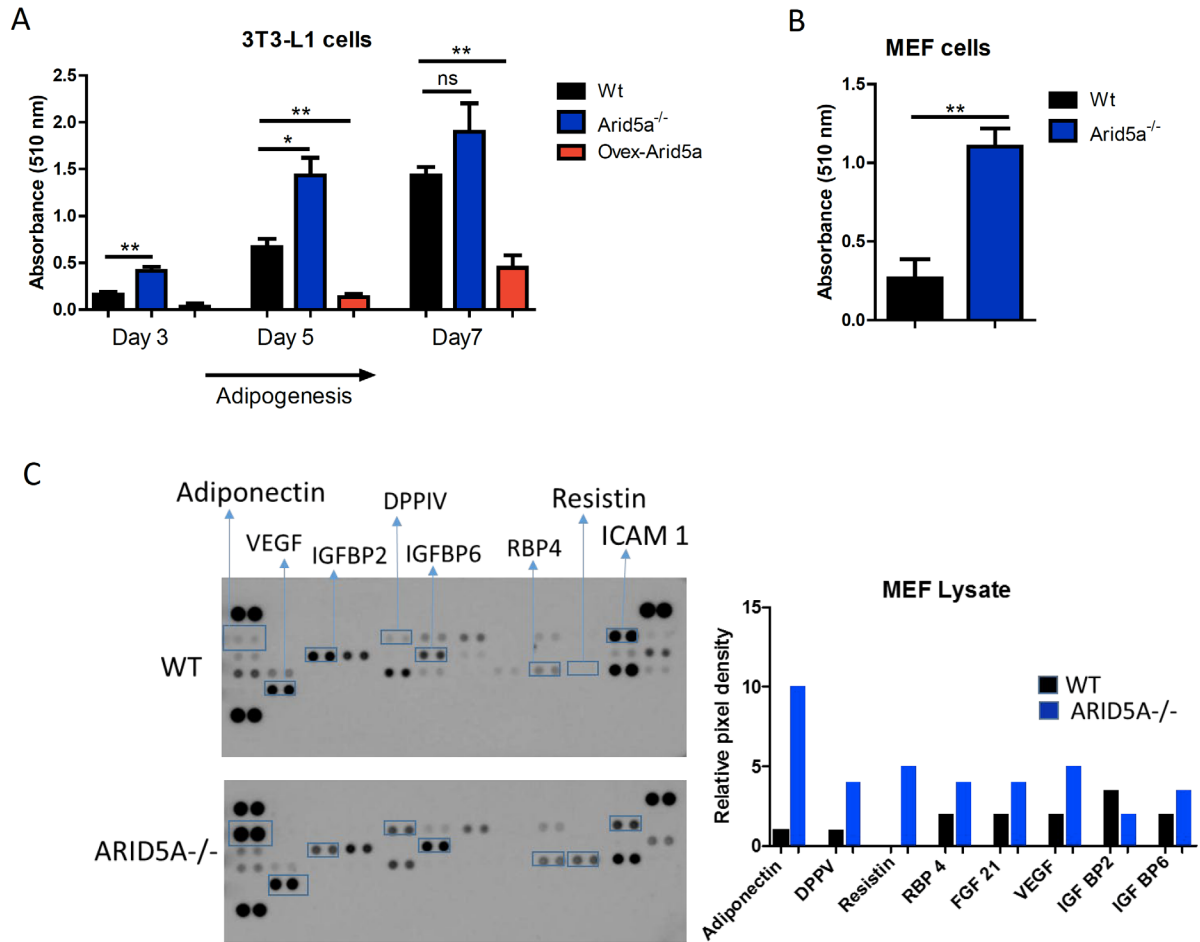 A
3T3-L1 cells
Absorbance (510 nm)
2.5
2.0
1.5
1.0
0.5
0.0
**
*
**
ns
**
Wt
Arid5a-/-
Ovex-Arid5a
Day 3
Day 5
Day7
Adipogenesis
B
MEF cells
Absorbance (510 nm)
1.5
1.0
0.5
0.0
**
Wt
Arid5a-/-
C
Adiponectin
VEGF
IGFBP2
DPPIV
IGFBP6
RBP4
Resistin
ICAM 1
WT
ARID5A-/-
MEF Lysate
Relative pixel density
15
10
5
0
WT
ARID5A-/-
Adiponectin
DPPV
Resistin
RBP 4
FGF 21
VEGF
IGF BP2
IGF BP6